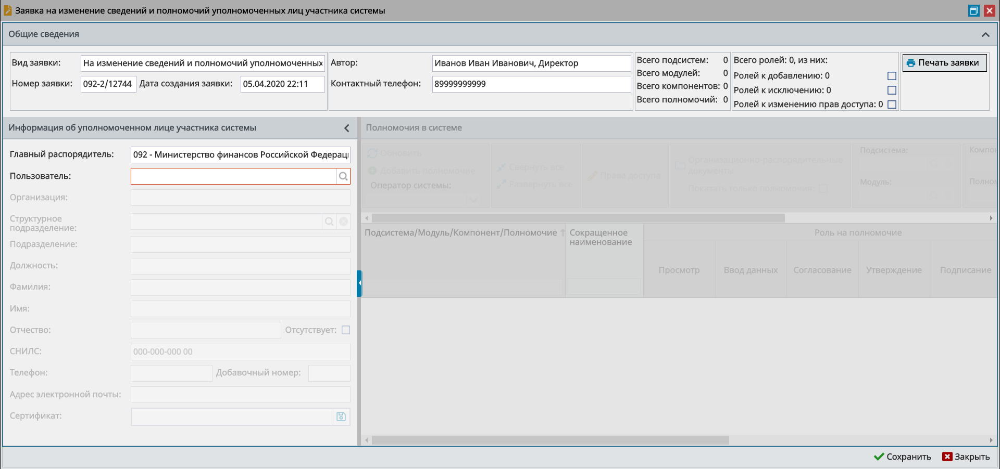 Заявка на изменение сведений и полномочий уполномоченных лиц участника системы
Общие сведения
Вид заявки: На изменение сведений и полномочий уполномоченных
Номер заявки: 092-2/12744 Дата создания заявки: 05.04.2020 22:11
Автор: Иванов Иван Иванович, Директор
Контактный телефон: 89999999999
Всего подсистем: 0
Всего модулей: 0
Всего компонентов: 0
Всего полномочий: 0
Всего ролей: 0, из них:
Ролей к добавлению: 0
Ролей к исключению: 0
Ролей к изменению прав доступа: 0
Печать заявки
Информация об уполномоченном лице участника системы
Главный распорядитель: 092 - Министерство финансов Российской Федерац
Пользователь:
Организация:
Структурное
подразделение:
Подразделение:
Должность:
Фамилия:
Имя:
Отчество: Отсутствует:
СНИЛС: 000-000-000 00
Телефон: Добавочный номер:
Адрес электронной почты:
Сертификат:
Полномочия в системе
Обновить
Добавить полномочие
Оператор системы:
Свернуть все
Развернуть все
Права доступа
Организационно-распорядительные
документы
Показать только полномочия:
Подсистема:
Модуль:
Компон
Полном
Подсистема/Модуль/Компонент/Полномочие
Сокращенное
наименование
Роль на полномочие
Просмотр Ввод данных Согласование Утверждение Подписание
Сохранить Закрыть